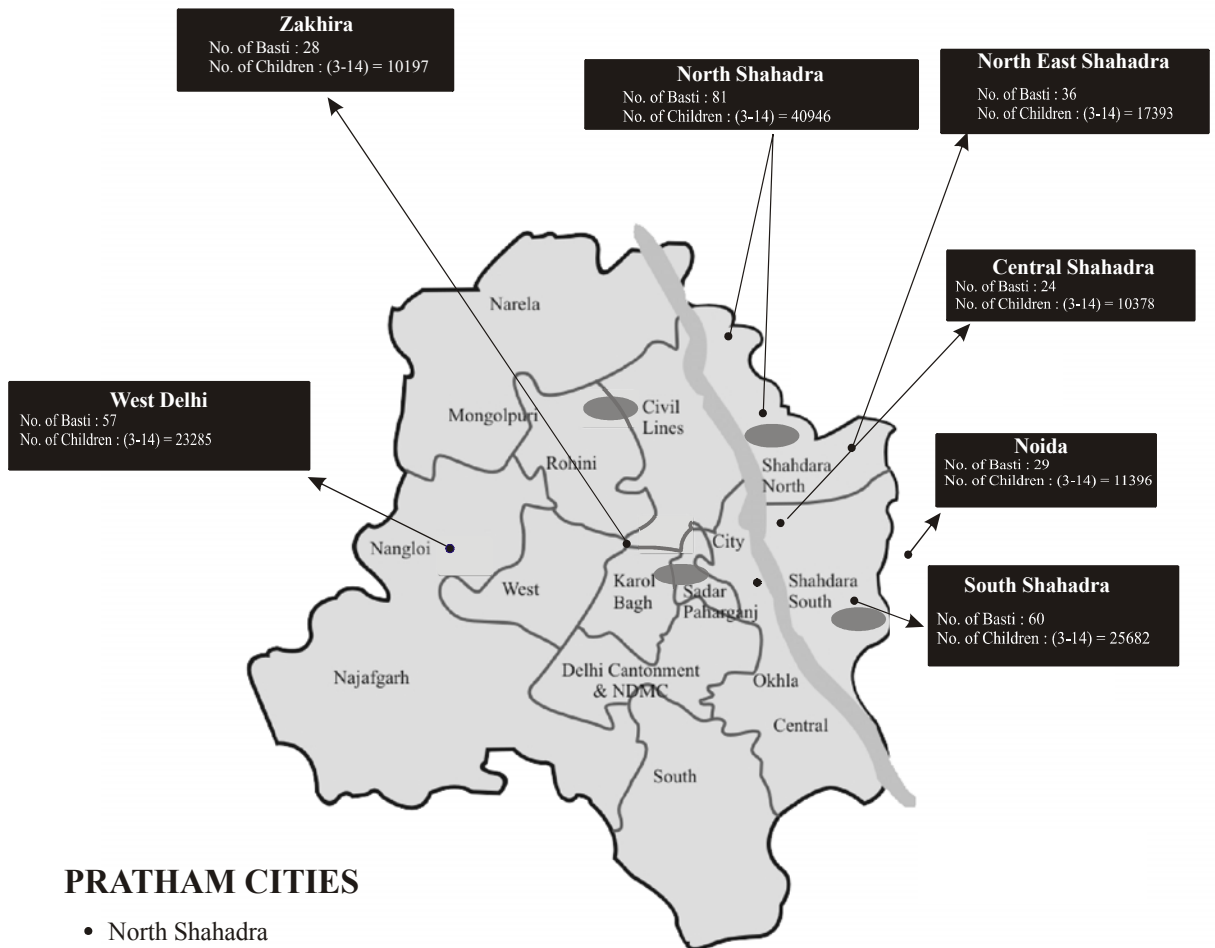 Zakhira
No. of Basti : 28
No. of Children : (3-14) = 10197
North Shahadra
No. of Basti : 81
No. of Children : (3-14) = 40946
North East Shahadra
No. of Basti : 36
No. of Children : (3-14) = 17393
Central Shahadra
No. of Basti : 24
No. of Children : (3-14) = 10378
West Delhi
No. of Basti : 57
No. of Children : (3-14) = 23285
Noida
No. of Basti : 29
No. of Children : (3-14) = 11396
South Shahadra
No. of Basti : 60
No. of Children : (3-14) = 25682
Narela
Mongolpuri
Civil
Lines
Rohini
Shahdara
North
Nangloi
City
West
Karol
Bagh
Sadar
Paharganj
Shahdara
South
Najafgarh
Delhi Cantonment
& NDMC
Okhla
Central
South
PRATHAM CITIES
• North Shahadra